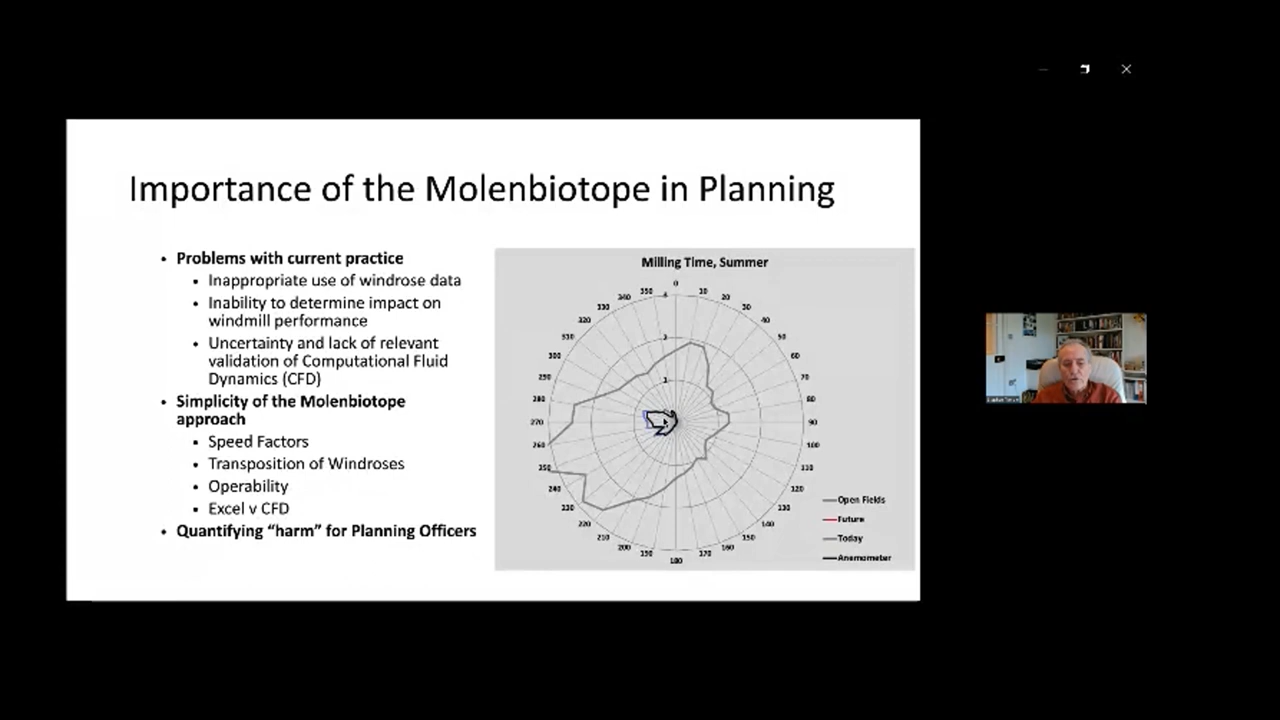 Importance of the Molenbiotope in Planning
• Problems with current practice
• Inappropriate use of windrose data
• Inability to determine impact on
windmill performance
• Uncertainty and lack of relevant
validation of Computational Fluid
Dynamics (CFD)
• Simplicity of the Molenbiotope
approach
• Speed Factors
• Transposition of Windroses
• Operability
• Excel v CFD
• Quantifying “harm” for Planning Officers
Milling Time, Summer
0
10
20
30
40
50
60
70
80
90
100
110
120
130
140
150
160
170
180
190
200
210
220
230
240
250
260
270
280
290
300
310
320
330
340
350
Open Fields
Future
Today
Anemometer